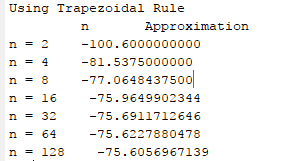 Using Trapezoidal Rule
n Approximation
n = 2 -100.6000000000
n = 4 -81.5375000000
n = 8 -77.0648437500
n = 16 -75.9649902344
n = 32 -75.6911712646
n = 64 -75.6227880478
n = 128 -75.6056967139